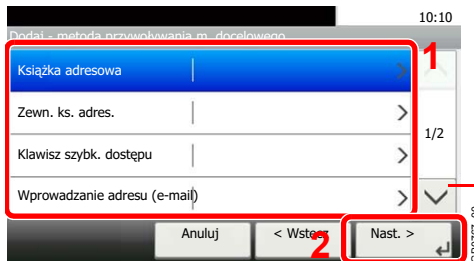 10:10
Dodaj - metoda przywoływania m. docelowego
1
Książka adresowa
Zewn. ks. adres.
1/2
Klawisz szybk. dostępu
Wprowadzanie adresu (e-mail)
Anuluj
< Wstecz
2
Nast. >